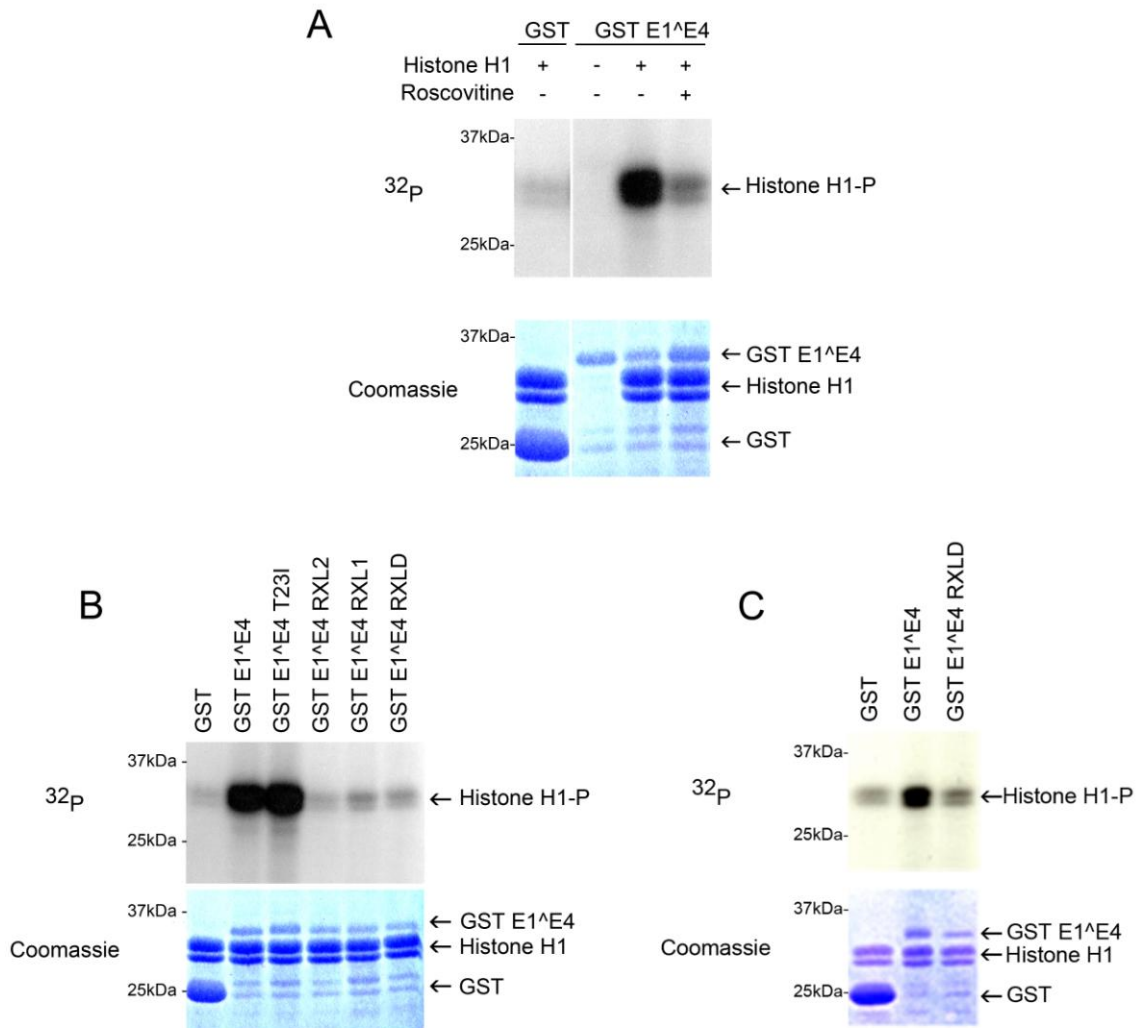 A
GST GST E1^E4
Histone H1 + - + +
Roscovitine - - - +
37kDa-
32P
← Histone H1-P
25kDa-
37kDa-
← GST E1^E4
Coomassie
← Histone H1
25kDa-
← GST
B
GST
GST E1^E4
GST E1^E4 T23I
GST E1^E4 RXL2
GST E1^E4 RXL1
GST E1^E4 RXLD
37kDa -
32P
← Histone H1-P
25kDa -
37kDa -
← GST E1^E4
Coomassie
← Histone H1
25kDa -
← GST
C
GST
GST E1^E4
GST E1^E4 RXLD
37kDa-
32P
←Histone H1-P
25kDa-
37kDa-
← GST E1^E4
Coomassie
← Histone H1
25kDa-
← GST